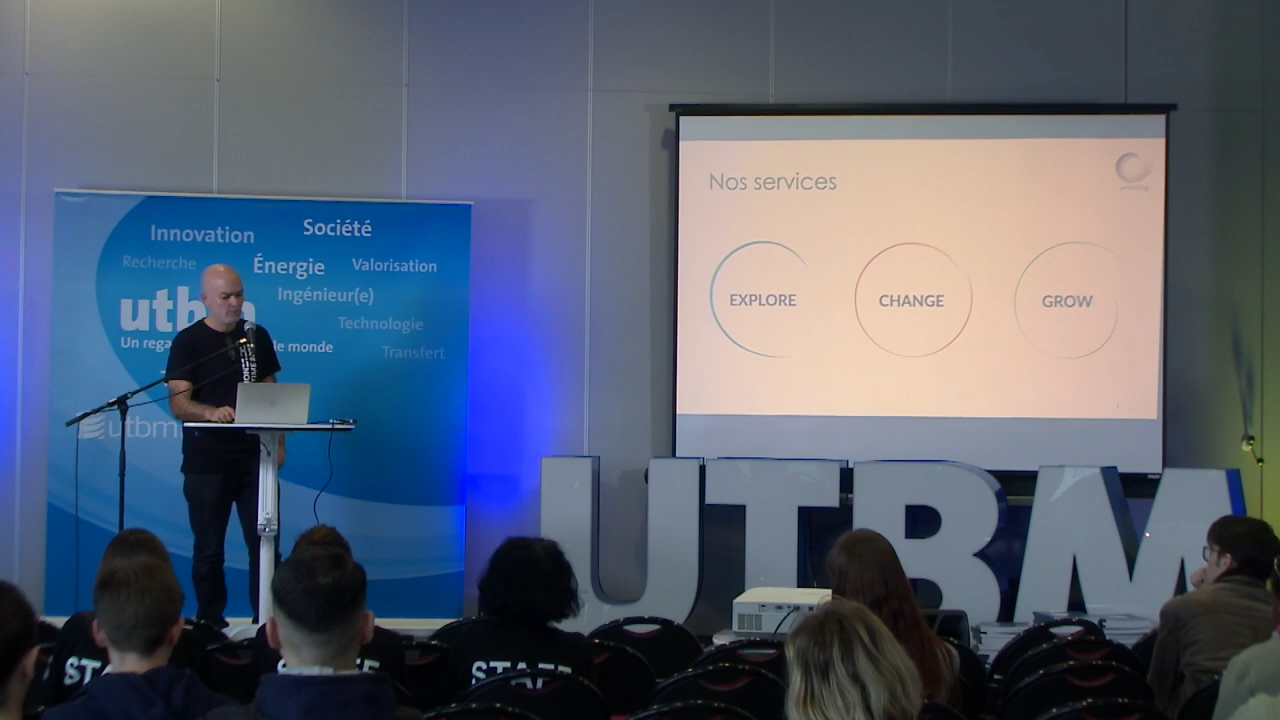 Innovation
Société
Recherche
Énergie
Valorisation
Ingénieur(e)
Technologie
Un rega
le monde
Transfert
utbm
Nos services
EXPLORE
CHANGE
GROW
UTBM
STAFF